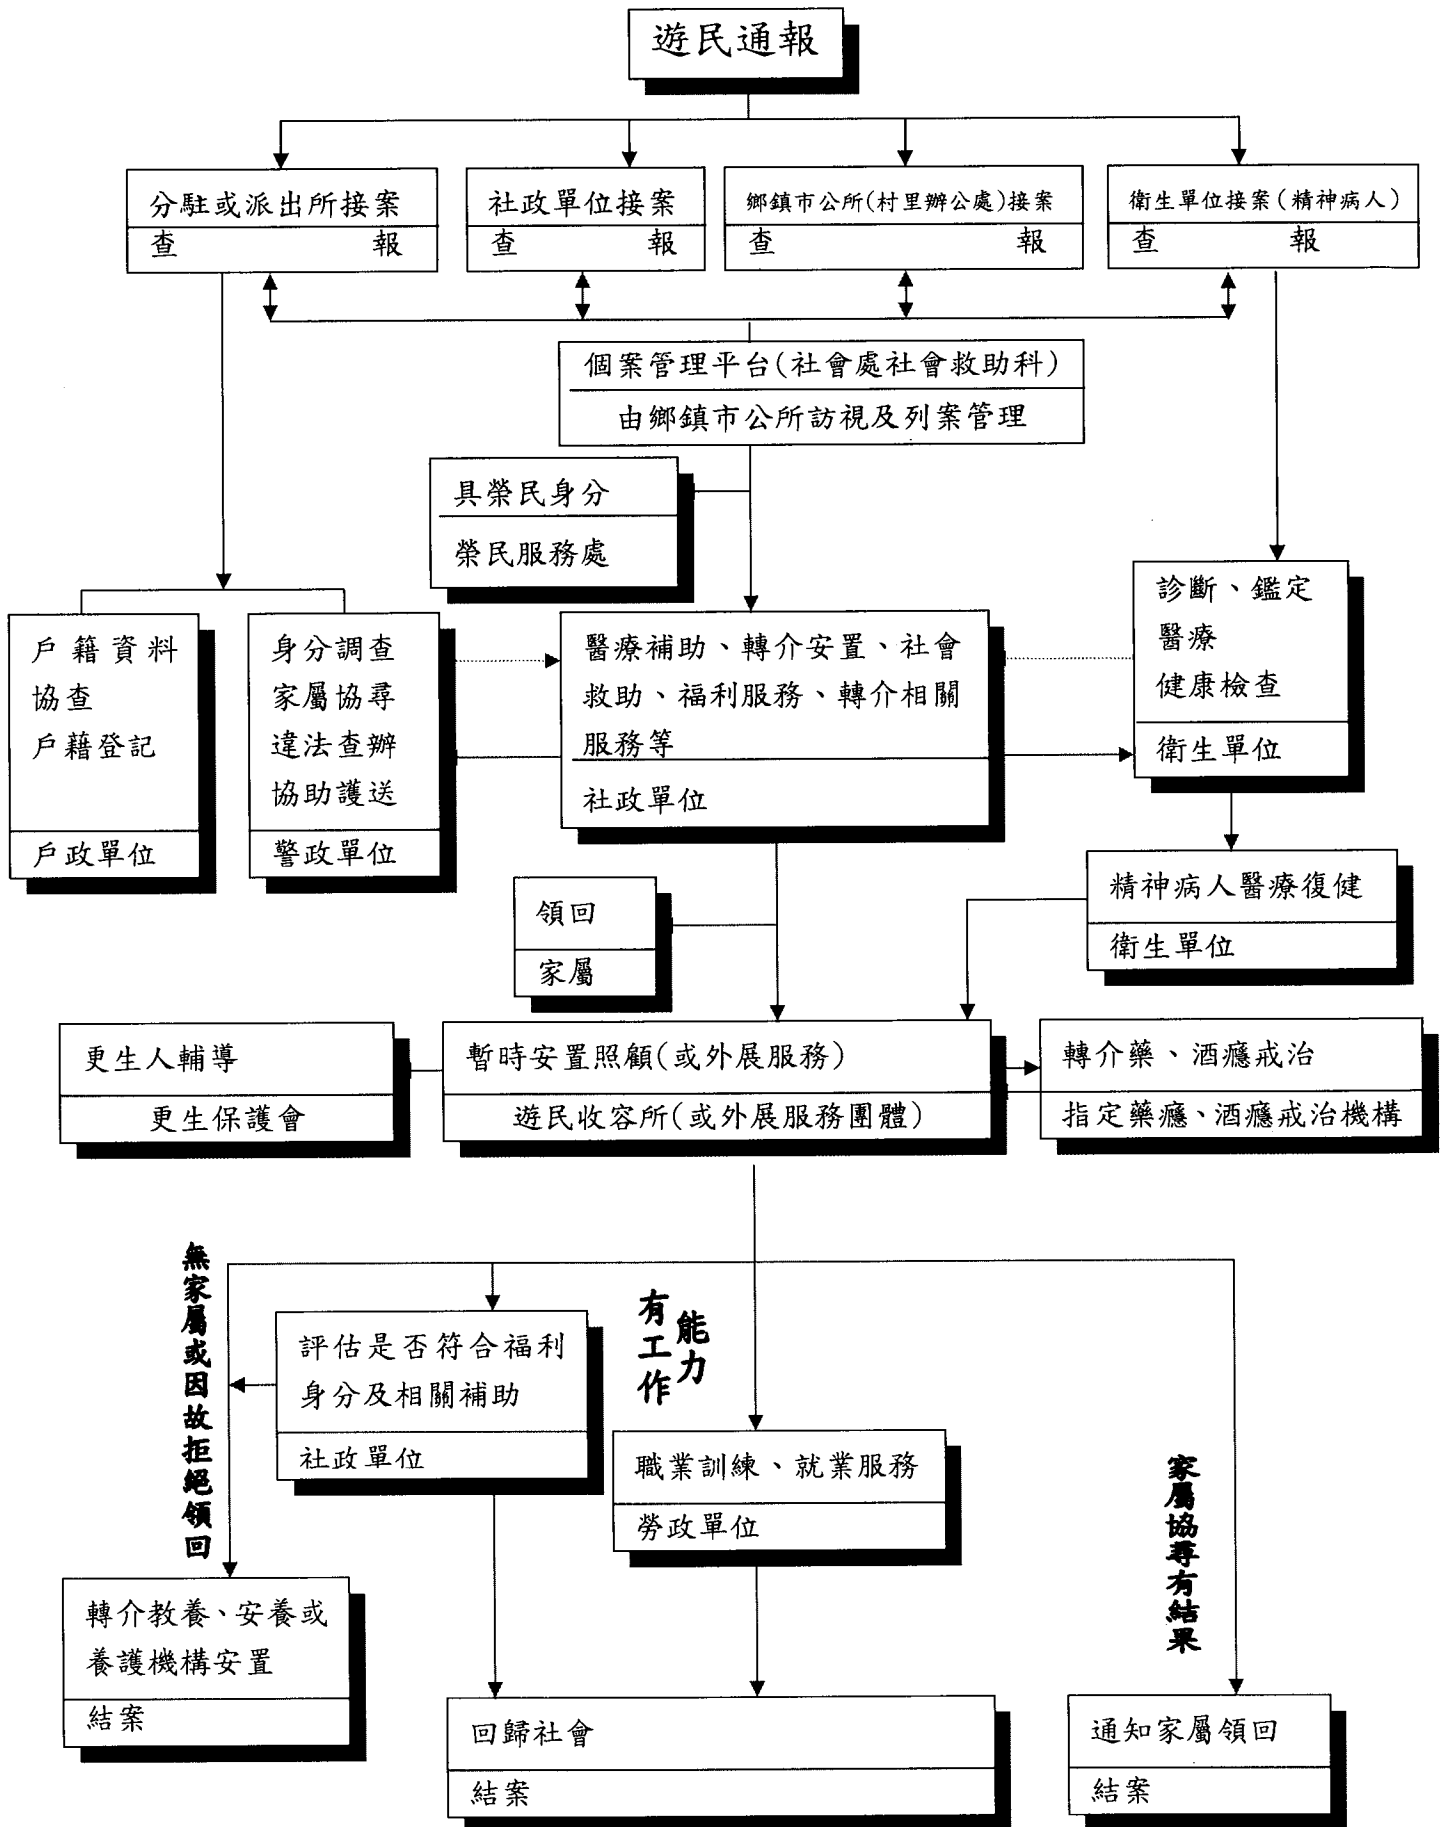 遊民通報
分駐或派出所接案
查 報
社政單位接案
查 報
鄉鎮市公所(村里辦公處)接案
查 報
衛生單位接案(精神病人)
查 報
個案管理平台(社會處社會救助科)
由鄉鎮市公所訪視及列案管理
具榮民身分
榮民服務處
戶籍資料
協查
戶藉登記
戶政單位
身分調查
家屬協尋
違法查辦
協助護送
警政單位
醫療補助、轉介安置、社會
救助、福利服務、轉介相關
服務等
社政單位
診斷、鑑定
醫療
健康檢查
衛生單位
精神病人醫療復健
衛生單位
領回
家屬
更生人輔導
更生保護會
暫時安置照顧(或外展服務)
遊民收容所(或外展服務團體)
轉介藥、酒癮戒治
指定藥癮、酒癮戒治機構
無家屬或因故拒絕領回
評估是否符合福利
身分及相關補助
社政單位
有工作
能力
職業訓練、就業服務
勞政單位
家屬協尋有結果
轉介教養、安養或
養護機構安置
結案
回歸社會
結案
通知家屬領回
結案